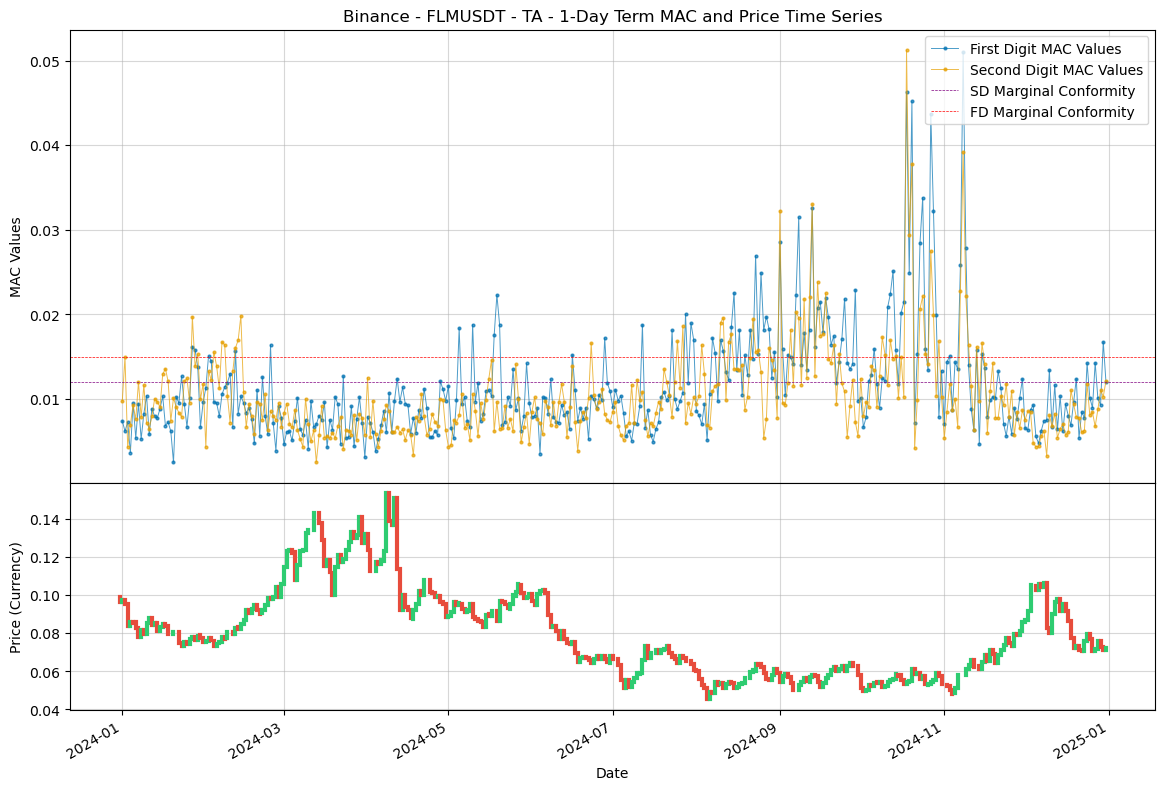 Binance - FLMUSDT - TA - 1-Day Term MAC and Price Time Series
First Digit MAC Values
Second Digit MAC Values
SD Marginal Conformity
FD Marginal Conformity
MAC Values
0.05
0.04
0.03
0.02
0.01
Price (Currency)
0.14
0.12
0.10
0.08
0.06
0.04
2024-01
2024-03
2024-05
2024-07
2024-09
2024-11
2025-01
Date